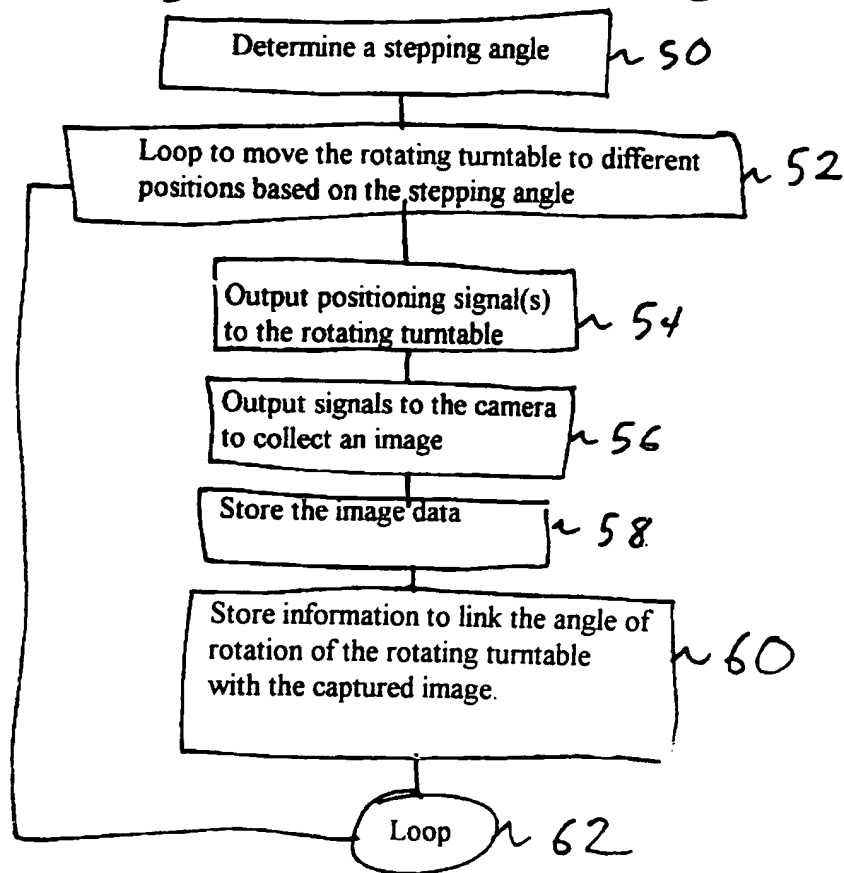 Determine a stepping angle
50
Loop to move the rotating turntable to different
positions based on the stepping angle
52
Output positioning signal(s)
to the rotating turntable
54
Output signals to the camera
to collect an image
56
Store the image data
58
Store information to link the angle of
rotation of the rotating turntable
with the captured image.
60
Loop
62